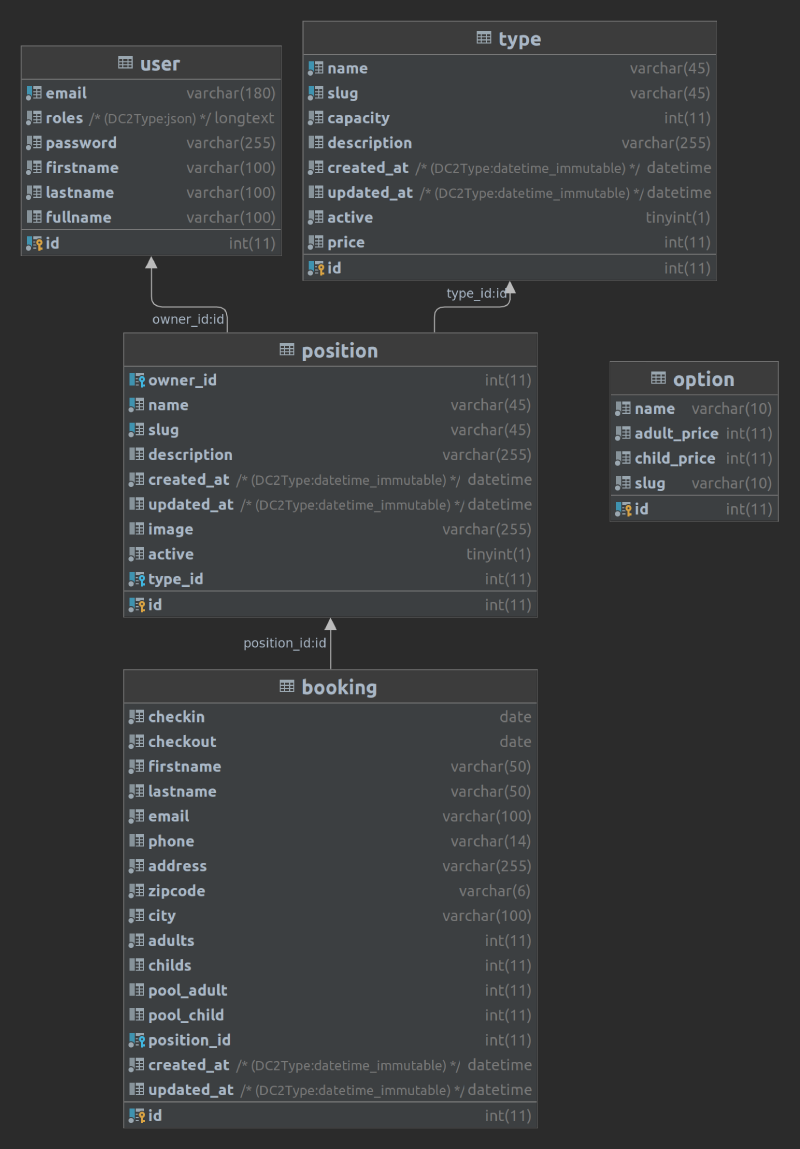 user
email varchar(180)
roles /* (DC2Type:json) */ longtext
password varchar(255)
firstname varchar(100)
lastname varchar(100)
fullname varchar(100)
id int(11)
type
name varchar(45)
slug varchar(45)
capacity int(11)
description varchar(255)
created_at /* (DC2Type:datetime_immutable) */ datetime
updated_at /* (DC2Type:datetime_immutable) */ datetime
active tinyint(1)
price int(11)
id int(11)
owner_id:id
type_id:id
position
owner_id int(11)
name varchar(45)
slug varchar(45)
description varchar(255)
created_at /* (DC2Type:datetime_immutable) */ datetime
updated_at /* (DC2Type:datetime_immutable) */ datetime
image varchar(255)
active tinyint(1)
type_id int(11)
id int(11)
option
name varchar(10)
adult_price int(11)
child_price int(11)
slug varchar(10)
id int(11)
position_id:id
booking
checkin date
checkout date
firstname varchar(50)
lastname varchar(50)
email varchar(100)
phone varchar(14)
address varchar(255)
zipcode varchar(6)
city varchar(100)
adults int(11)
childs int(11)
pool_adult int(11)
pool_child int(11)
position_id int(11)
created_at /* (DC2Type:datetime_immutable) */ datetime
updated_at /* (DC2Type:datetime_immutable) */ datetime
id int(11)